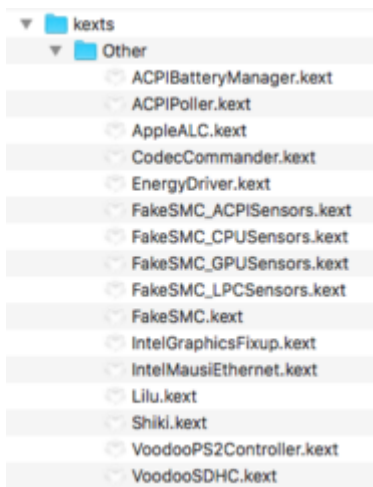 kexts
Other
ACPIBatteryManager.kext
ACPIPoller.kext
AppleALC.kext
CodecCommander.kext
EnergyDriver.kext
FakeSMC_ACPISensors.kext
FakeSMC_CPUSensors.kext
FakeSMC_GPUSensors.kext
FakeSMC_LPCSensors.kext
FakeSMC.kext
IntelGraphicsFixup.kext
IntelMausiEthernet.kext
Lilu.kext
Shiki.kext
VoodooPS2Controller.kext
VoodooSDHC.kext